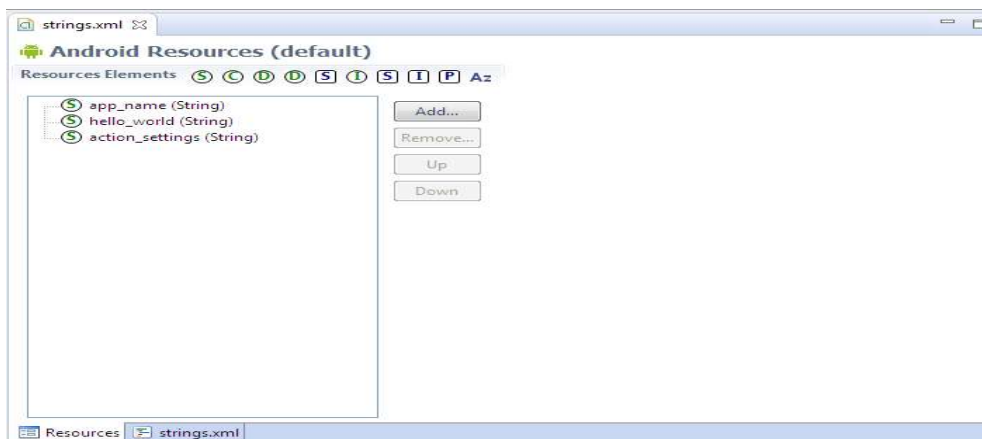 strings.xml
Android Resources (default)
Resources Elements S C D D S I S I P Az
S app_name (String)
S hello_world (String)
S action_settings (String)
Add...
Remove...
Up
Down
Resources strings.xml